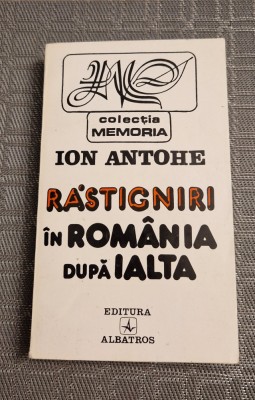 colecția
MEMORIA
ION ANTOHE
RĂSTIGNIRI
ÎN ROMÂNIA
DUPĂ IALTA
EDITURA
ALBATROS